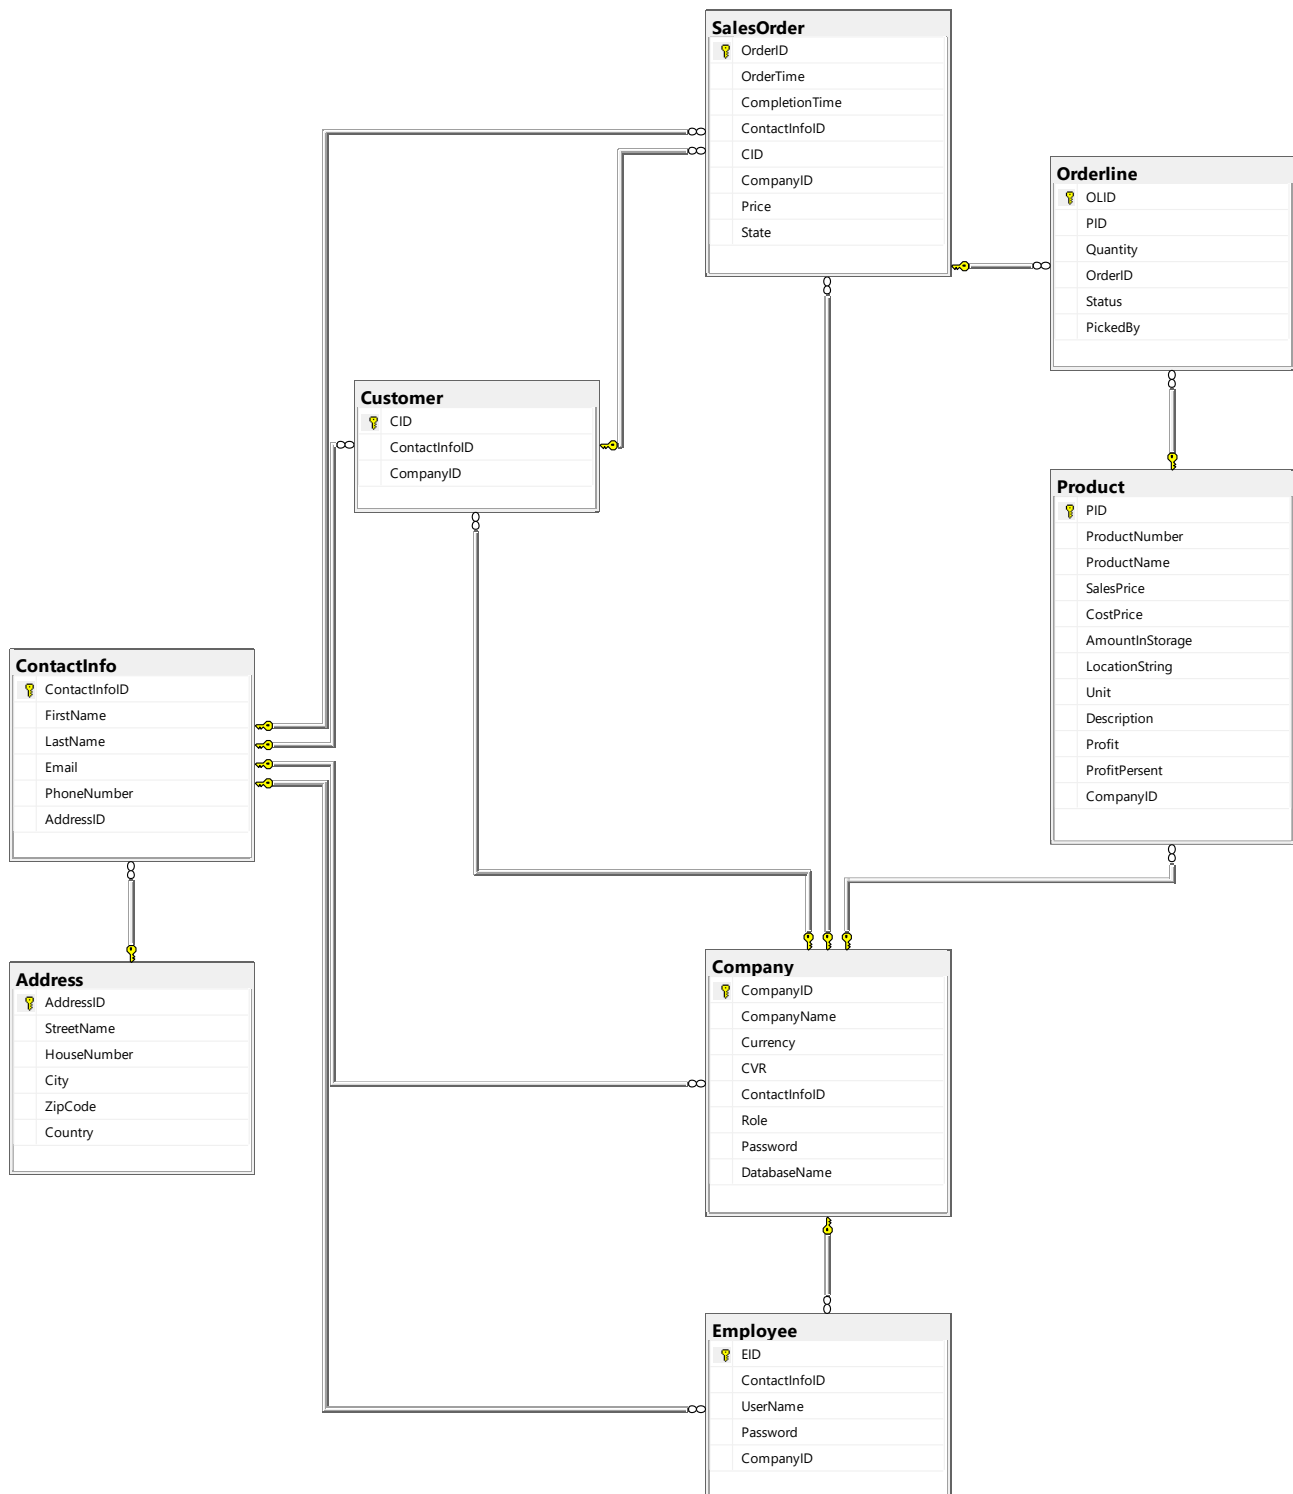 SalesOrder
OrderID
OrderTime
CompletionTime
ContactInfoID
CID
CompanyID
Price
State
Orderline
OLID
PID
Quantity
OrderID
Status
PickedBy
Customer
CID
ContactInfoID
CompanyID
Product
PID
ProductNumber
ProductName
SalesPrice
CostPrice
AmountInStorage
LocationString
Unit
Description
Profit
ProfitPersent
CompanyID
ContactInfo
ContactInfoID
FirstName
LastName
Email
PhoneNumber
AddressID
Address
AddressID
StreetName
HouseNumber
City
ZipCode
Country
Company
CompanyID
CompanyName
Currency
CVR
ContactInfoID
Role
Password
DatabaseName
Employee
EID
ContactInfoID
UserName
Password
CompanyID